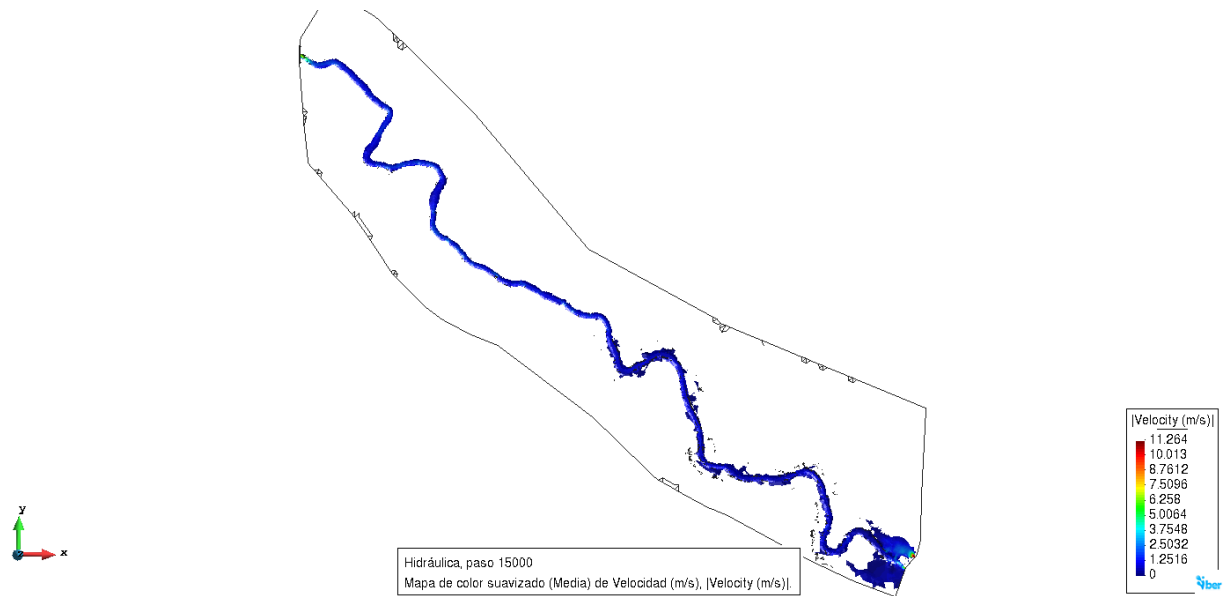 |Velocity (m/s)|
11.264
10.013
8.7612
7.5096
6.258
5.0064
3.7548
2.5032
1.2516
0
y
x
Hidráulica, paso 15000
Mapa de color suavizado (Media) de Velocidad (m/s), |Velocity (m/s)|.
iber